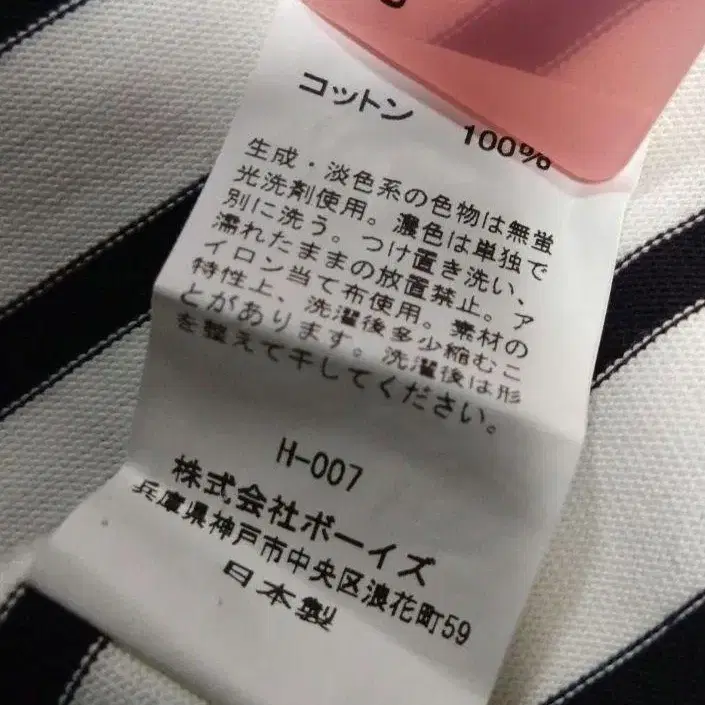 コットン 100%
生成・淡色系の色物は無蛍
光洗剤使用。濃色は単独で
別に洗う。つけ置き洗い、
濡れたままの放置禁止。ア
イロン当て布使用。素材の
特性上、洗濯後多少縮むこ
とがあります。洗濯後は形
を整えて干してください。
H-007
株式会社ボーイズ
兵庫県神戸市中央区浪花町59
日本製